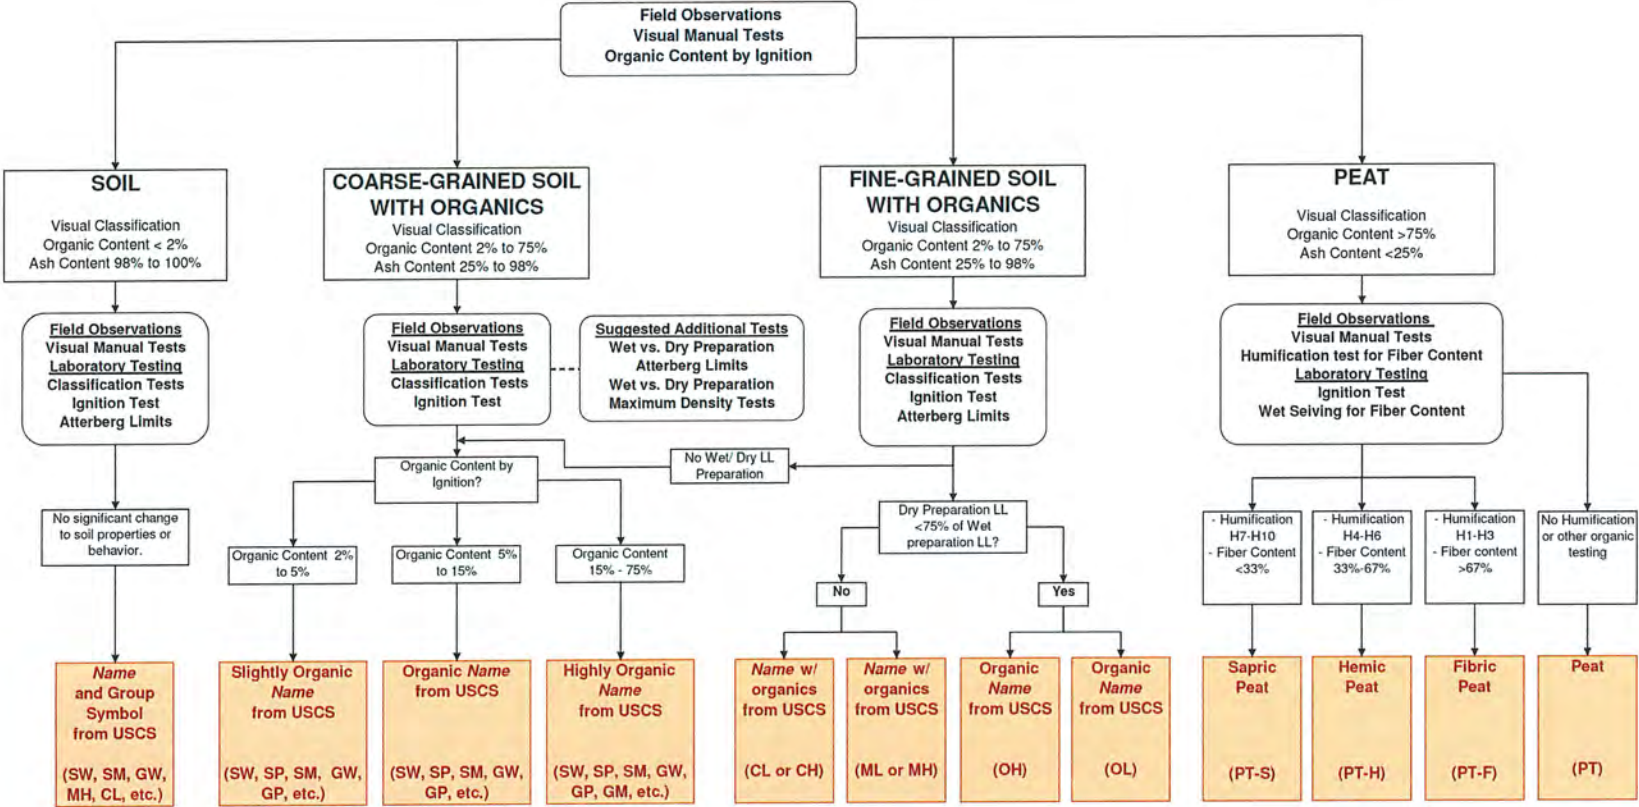 Field Observations
Visual Manual Tests
Organic Content by Ignition
SOIL
Visual Classification
Organic Content < 2%
Ash Content 98% to 100%
COARSE-GRAINED SOIL
WITH ORGANICS
Visual Classification
Organic Content 2% to 75%
Ash Content 25% to 98%
FINE-GRAINED SOIL
WITH ORGANICS
Visual Classification
Organic Content 2% to 75%
Ash Content 25% to 98%
PEAT
Visual Classification
Organic Content >75%
Ash Content <25%
Field Observations
Visual Manual Tests
Laboratory Testing
Classification Tests
Ignition Test
Atterberg Limits
Field Observations
Visual Manual Tests
Laboratory Testing
Classification Tests
Ignition Test
Suggested Additional Tests
Wet vs. Dry Preparation
Atterberg Limits
Wet vs. Dry Preparation
Maximum Density Tests
Field Observations
Visual Manual Tests
Laboratory Testing
Classification Tests
Ignition Test
Atterberg Limits
Field Observations
Visual Manual Tests
Humification test for Fiber Content
Laboratory Testing
Ignition Test
Wet Seiving for Fiber Content
Organic Content by
Ignition?
No Wet/ Dry LL
Preparation
No significant change
to soil properties or
behavior.
Organic Content 2%
to 5%
Organic Content 5%
to 15%
Organic Content
15% - 75%
Dry Preparation LL
<75% of Wet
preparation LL?
No
Yes
- Humification
H7-H10
- Fiber Content
<33%
- Humification
H4-H6
- Fiber Content
33%-67%
- Humification
H1-H3
- Fiber content
>67%
No Humification
or other organic
testing
Name
and Group
Symbol
from USCS
(SW, SM, GW,
MH, CL, etc.)
Slightly Organic
Name
from USCS
(SW, SP, SM, GW,
GP, etc.)
Organic Name
from USCS
(SW, SP, SM, GW,
GP, etc.)
Highly Organic
Name
from USCS
(SW, SP, SM, GW,
GP, GM, etc.)
Name w/
organics
from USCS
(CL or CH)
Name w/
organics
from USCS
(ML or MH)
Organic
Name
from USCS
(OH)
Organic
Name
from USCS
(OL)
Sapric
Peat
(PT-S)
Hemic
Peat
(PT-H)
Fibric
Peat
(PT-F)
Peat
(PT)